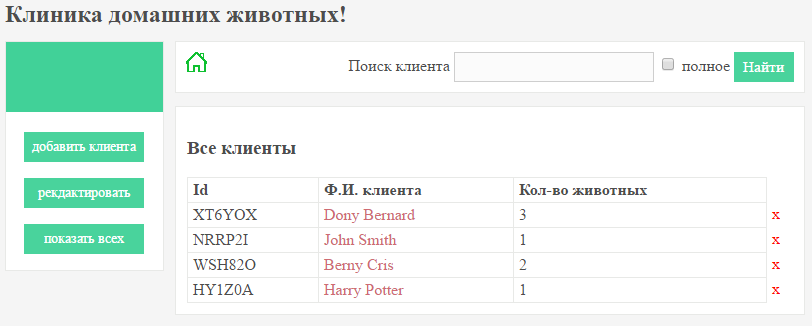 Клиника домашних животных!
Поиск клиента полное Найти
добавить клиента
рекдактировать
показать всех
Все клиенты
Id Ф.И. клиента Кол-во животных
XT6YOX Dony Bernard 3 x
NRRP2I John Smith 1 x
WSH82O Berny Cris 2 x
HY1Z0A Harry Potter 1 x